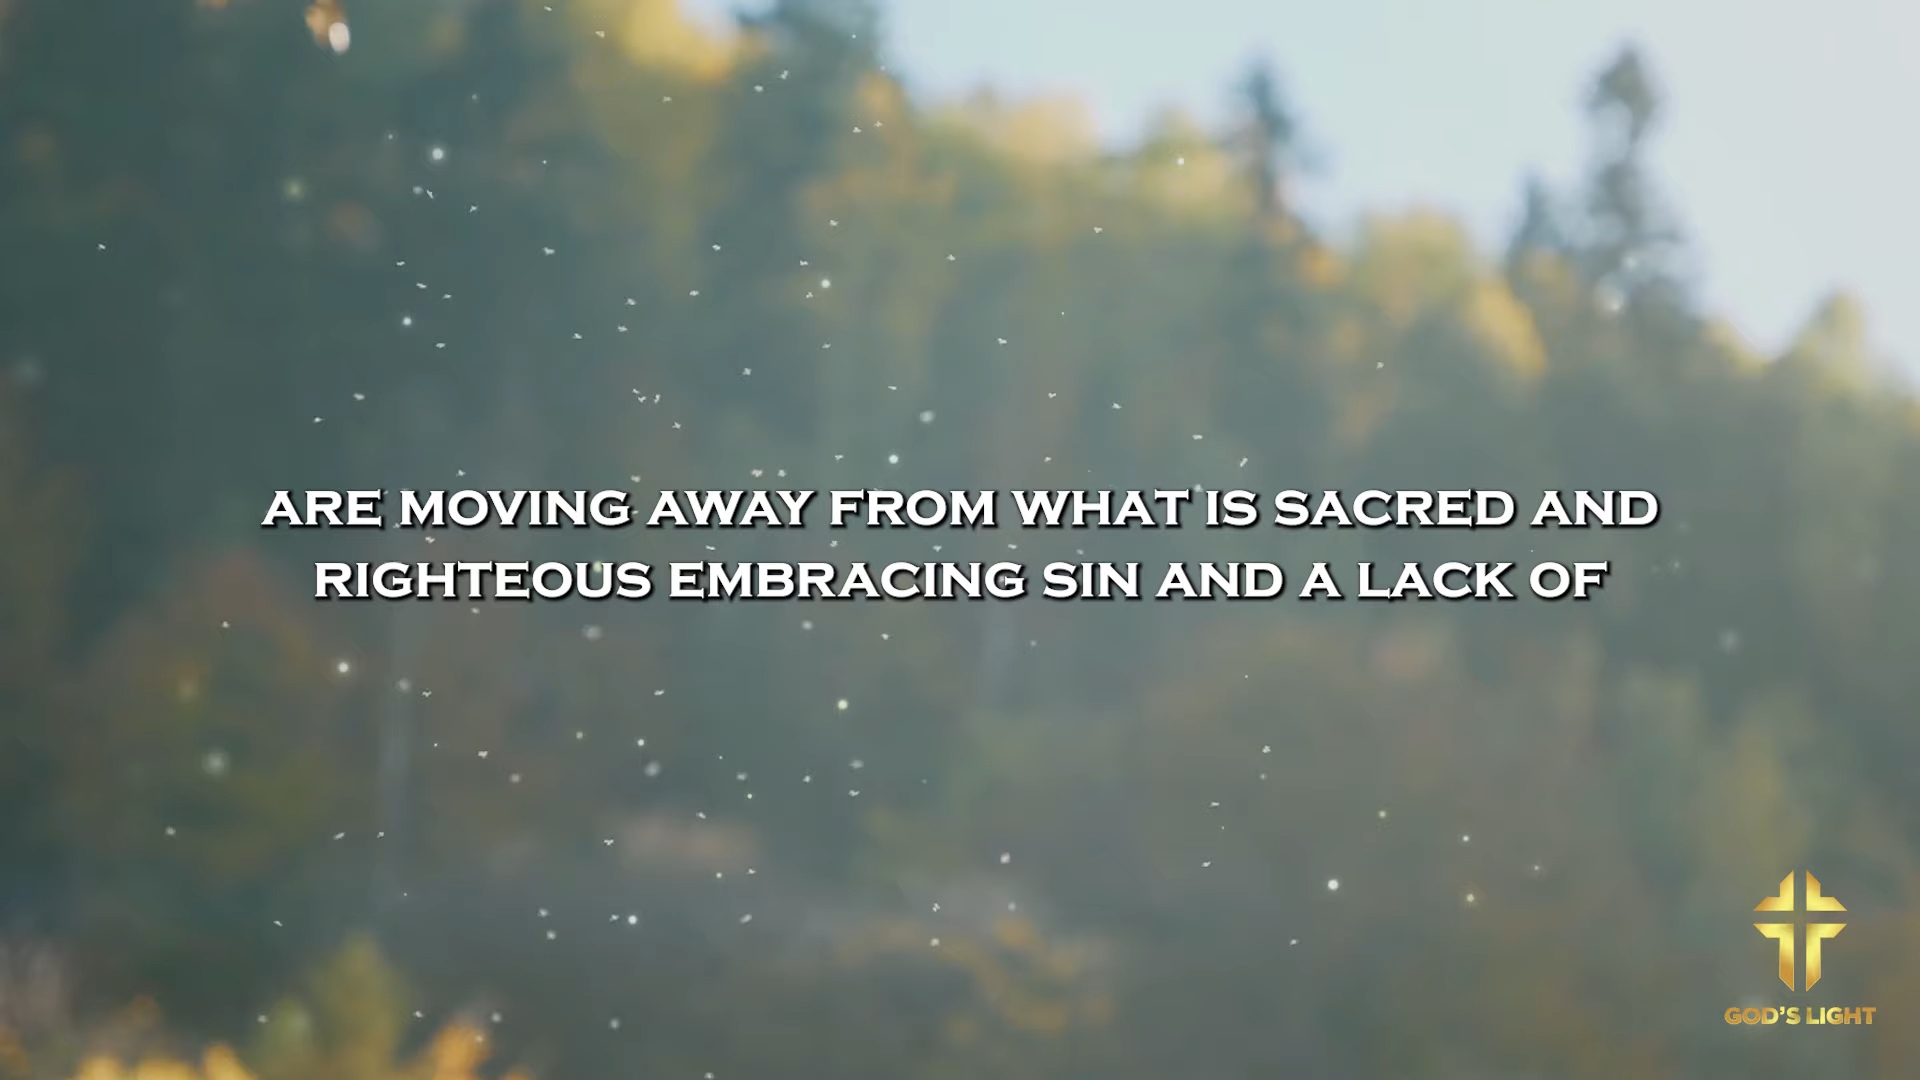 ARE MOVING AWAY FROM WHAT IS SACRED AND
RIGHTEOUS EMBRACING SIN AND A LACK OF
GOD'S LIGHT